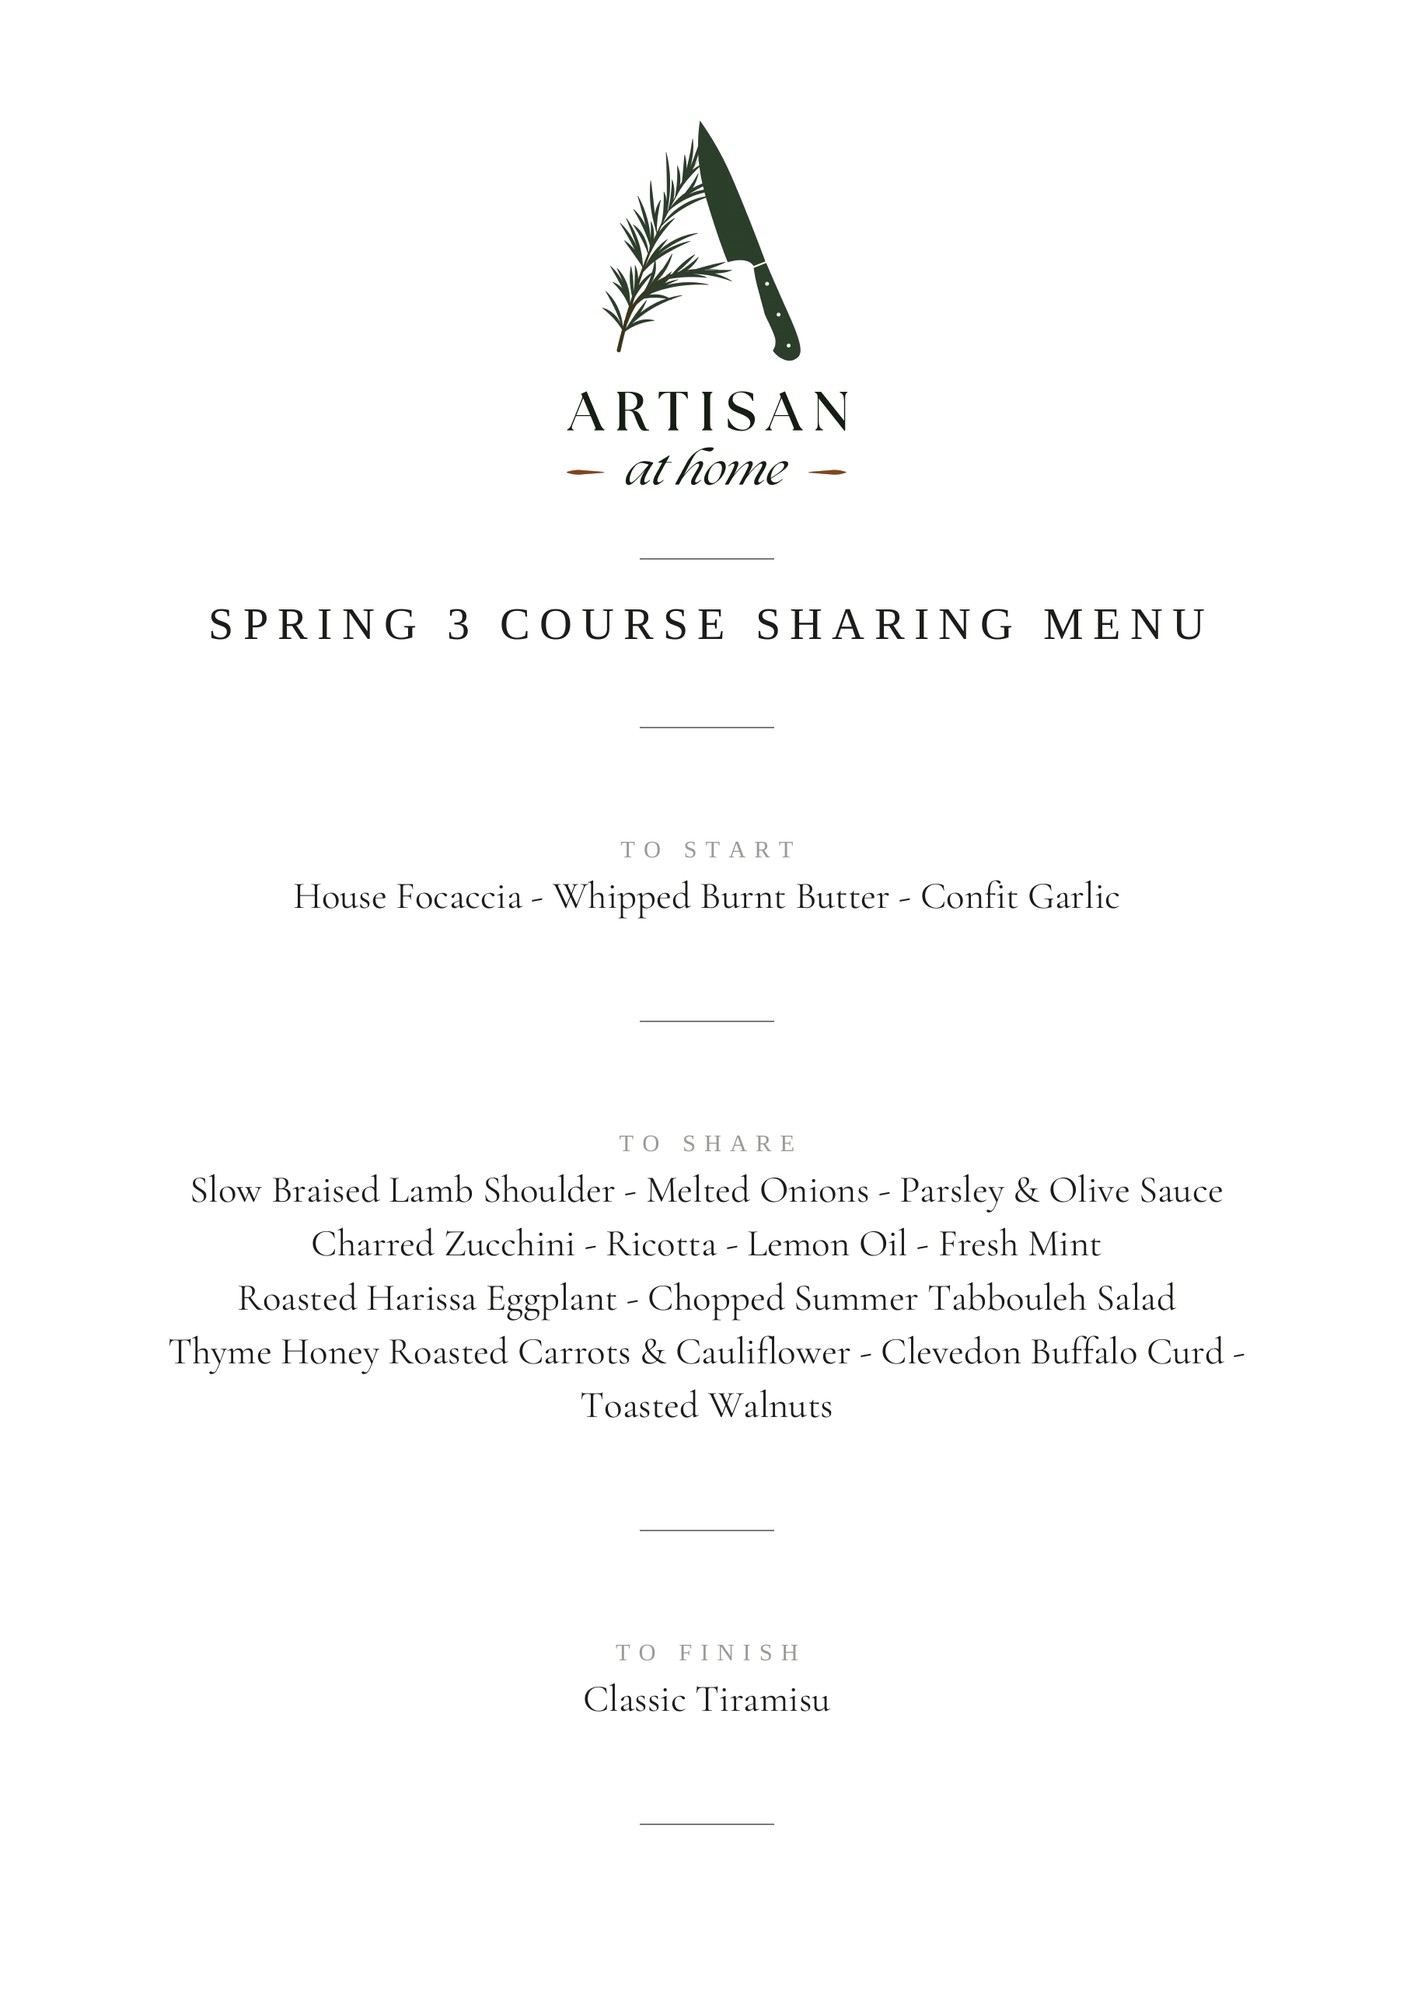 ARTISAN
at home
SPRING 3 COURSE SHARING MENU
TO START
House Focaccia - Whipped Burnt Butter - Confit Garlic
TO SHARE
Slow Braised Lamb Shoulder - Melted Onions - Parsley & Olive Sauce
Charred Zucchini - Ricotta - Lemon Oil - Fresh Mint
Roasted Harissa Eggplant - Chopped Summer Tabbouleh Salad
Thyme Honey Roasted Carrots & Cauliflower - Clevedon Buffalo Curd -
Toasted Walnuts
TO FINISH
Classic Tiramisu